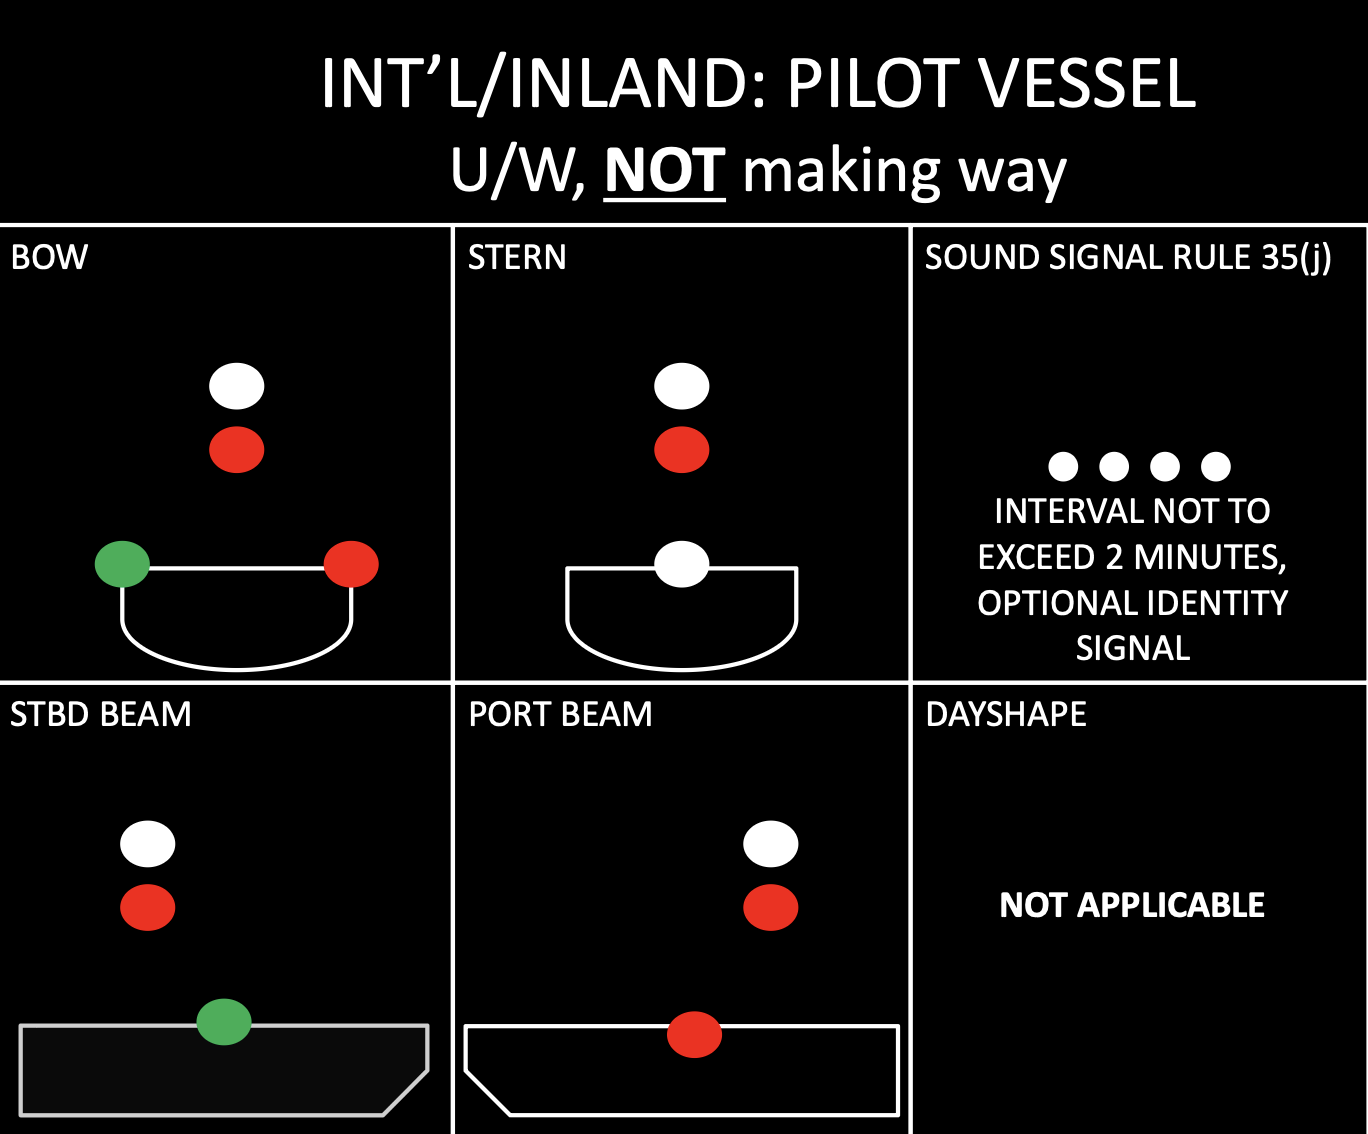 INT’L/INLAND: PILOT VESSEL
U/W, NOT making way
BOW
STERN
SOUND SIGNAL RULE 35(j)
INTERVAL NOT TO
EXCEED 2 MINUTES,
OPTIONAL IDENTITY
SIGNAL
STBD BEAM
PORT BEAM
DAYSHAPE
NOT APPLICABLE